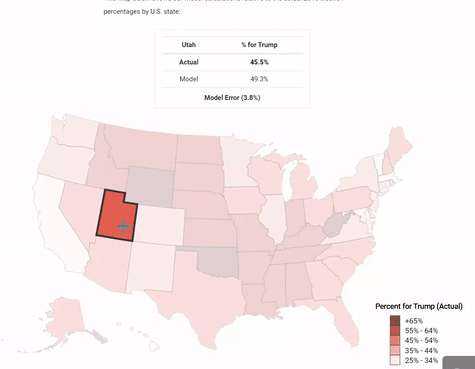 percentages by U.S. state:
Utah % for Trump
Actual 45.5%
Model 49.3%
Model Error (3.8%)
Percent for Trump (Actual)
+65%
55% - 64%
45% - 54%
35% - 44%
25% - 34%